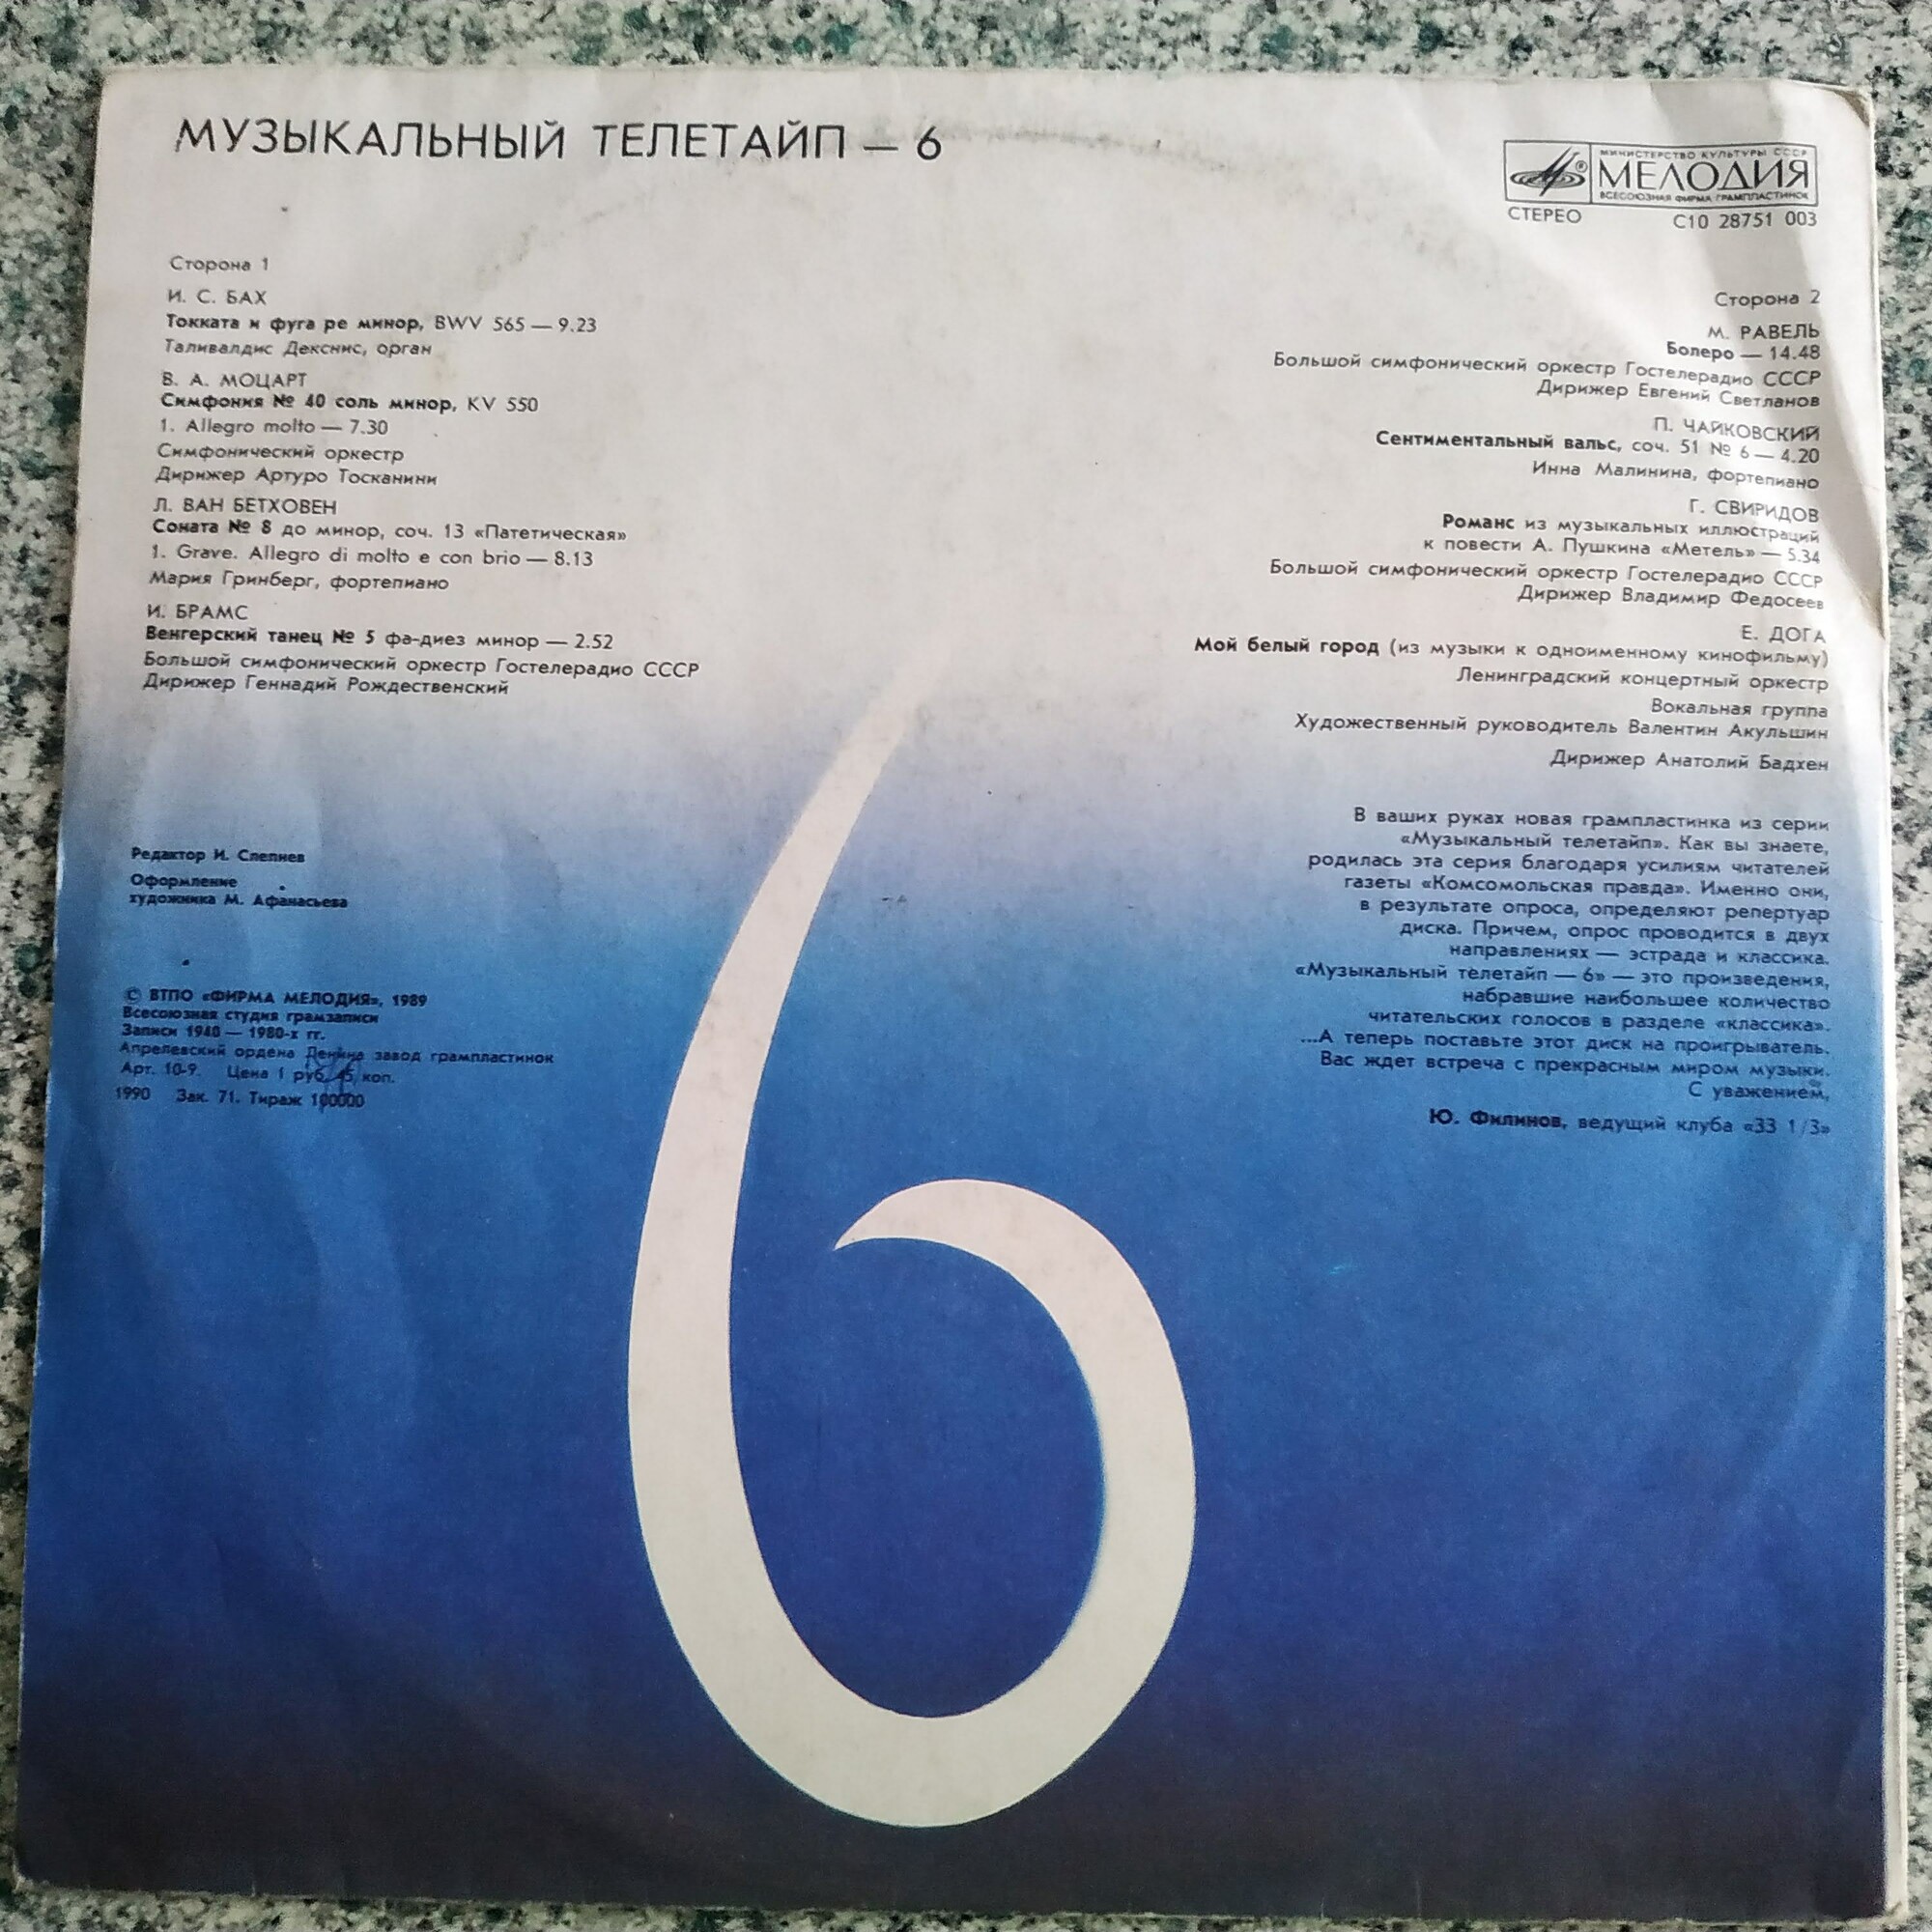 МУЗЫКАЛЬНЫЙ ТЕЛЕТАЙП — 6
МИНИСТЕРСТВО КУЛЬТУРЫ СССР
МЕЛОДИЯ
ВСЕСОЮЗНАЯ ФИРМА ГРАМПЛАСТИНОК
СТЕРЕО С10 28751 003
Сторона 1
И. С. БАХ
Токката и фуга ре минор, BWV 565 — 9.23
Таливалдис Декснис, орган
В. А. МОЦАРТ
Симфония № 40 соль минор, KV 550
1. Allegro molto — 7.30
Симфонический оркестр
Дирижер Артуро Тосканини
Л. ВАН БЕТХОВЕН
Соната № 8 до минор, соч. 13 «Патетическая»
1. Grave. Allegro di molto e con brio — 8.13
Мария Гринберг, фортепиано
И. БРАМС
Венгерский танец № 5 фа-диез минор — 2.52
Большой симфонический оркестр Гостелерадио СССР
Дирижер Геннадий Рождественский
Редактор И. Слепнев
Оформление
художника М. Афанасьева
© ВТПО «ФИРМА МЕЛОДИЯ», 1989
Всесоюзная студия грамзаписи
Записи 1940 — 1980-х гг.
Апрелевский ордена Ленина завод грампластинок
Арт. 10-9. Цена 1 руб. 45 коп.
1990 Зак. 71. Тираж 100000
Сторона 2
М. РАВЕЛЬ
Болеро — 14.48
Большой симфонический оркестр Гостелерадио СССР
Дирижер Евгений Светланов
П. ЧАЙКОВСКИЙ
Сентиментальный вальс, соч. 51 № 6 — 4.20
Инна Малинина, фортепиано
Г. СВИРИДОВ
Романс из музыкальных иллюстраций
к повести А. Пушкина «Метель» — 5.34
Большой симфонический оркестр Гостелерадио СССР
Дирижер Владимир Федосеев
Е. ДОГА
Мой белый город (из музыки к одноименному кинофильму)
Ленинградский концертный оркестр
Вокальная группа
Художественный руководитель Валентин Акульшин
Дирижер Анатолий Бадхен
В ваших руках новая грампластинка из серии
«Музыкальный телетайп». Как вы знаете,
родилась эта серия благодаря усилиям читателей
газеты «Комсомольская правда». Именно они,
в результате опроса, определяют репертуар
диска. Причем, опрос проводится в двух
направлениях — эстрада и классика.
«Музыкальный телетайп — 6» — это произведения,
набравшие наибольшее количество
читательских голосов в разделе «классика».
...А теперь поставьте этот диск на проигрыватель.
Вас ждет встреча с прекрасным миром музыки.
С уважением,
Ю. Филинов, ведущий клуба «33 1/3»
6